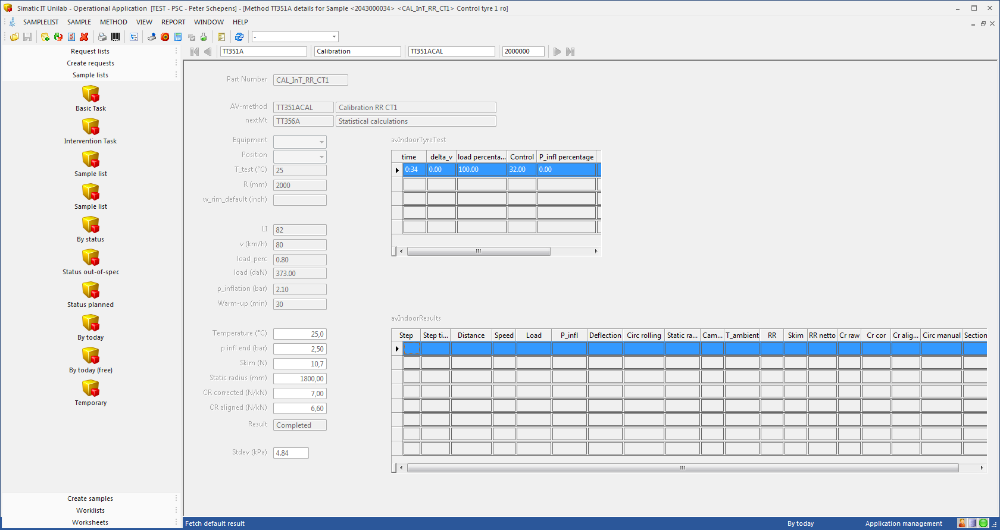 Simatic IT Unilab - Operational Application [TEST - PSC - Peter Schepens] - [Method TT351A details for Sample <2043000034> <CAL_InT_RR_CT1> Control tyre 1 ro]
SAMPLELIST SAMPLE METHOD VIEW REPORT WINDOW HELP
-
TT351A Calibration TT351ACAL 2000000
Request lists
Create requests
Sample lists
Basic Task
Intervention Task
Sample list
Sample list
By status
Status out-of-spec
Status planned
By today
By today (free)
Temporary
Create samples
Worklists
Worksheets
Part Number CAL_InT_RR_CT1
AV-method TT351ACAL Calibration RR CT1
nextMt TT356A Statistical calculations
Equipment
Position
T_test (°C) 25
R (mm) 2000
w_rim_default (inch)
LI 82
v (km/h) 80
load_perc 0.80
load (daN) 373.00
p_inflation (bar) 2.10
Warm-up (min) 30
Temperature (°C) 25,0
p infl end (bar) 2,50
Skim (N) 10,7
Static radius (mm) 1800,00
CR corrected (N/kN) 7,00
CR aligned (N/kN) 6,60
Result Completed
Stdev (kPa) 4.84
avIndoorTyreTest
time delta_v load percenta... Control P_infl percentage
0:34 0.00 100.00 32.00 0.00
avIndoorResults
Step Step ti... Distance Speed Load P_infl Deflection Circ rolling Static ra... Cam... T_ambient RR Skim RR netto Cr raw Cr cor Cr alig... Circ manual Section
Fetch default result By today Application management